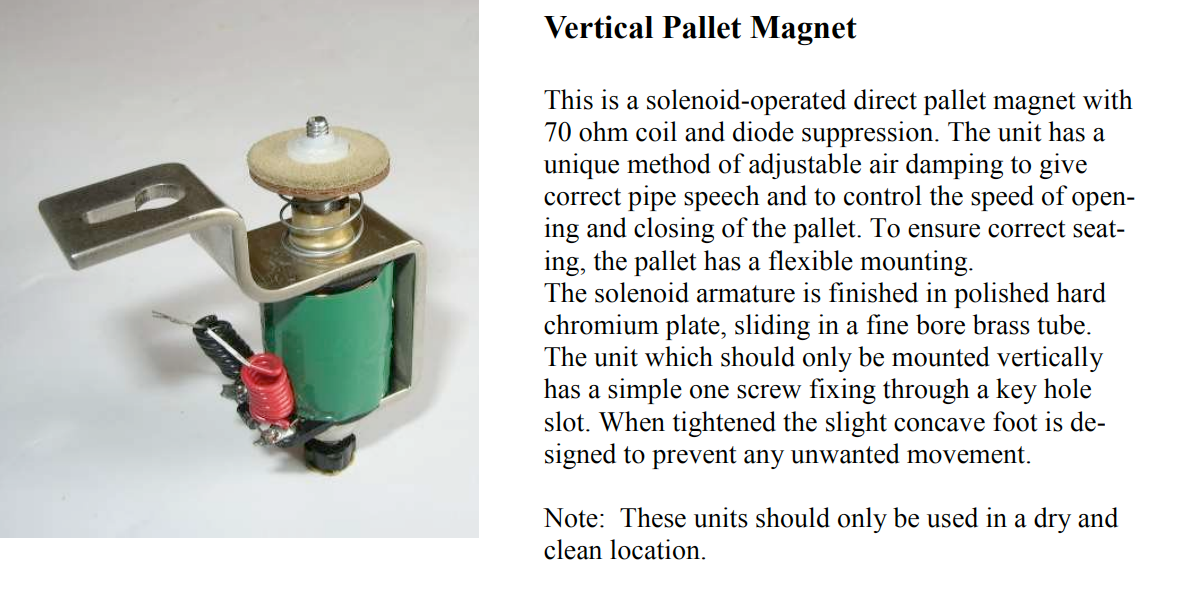 Vertical Pallet Magnet
This is a solenoid-operated direct pallet magnet with
70 ohm coil and diode suppression. The unit has a
unique method of adjustable air damping to give
correct pipe speech and to control the speed of open-
ing and closing of the pallet. To ensure correct seat-
ing, the pallet has a flexible mounting.
The solenoid armature is finished in polished hard
chromium plate, sliding in a fine bore brass tube.
The unit which should only be mounted vertically
has a simple one screw fixing through a key hole
slot. When tightened the slight concave foot is de-
signed to prevent any unwanted movement.
Note:  These units should only be used in a dry and
clean location.